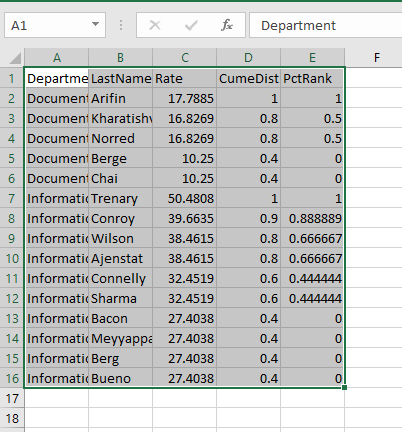 A1 fx Department
A B C D E F
1 Departme LastName Rate CumeDist PctRank
2 Document Arifin 17.7885 1 1
3 Document Kharatishv 16.8269 0.8 0.5
4 Document Norred 16.8269 0.8 0.5
5 Document Berge 10.25 0.4 0
6 Document Chai 10.25 0.4 0
7 Informatic Trenary 50.4808 1 1
8 Informatic Conroy 39.6635 0.9 0.888889
9 Informatic Wilson 38.4615 0.8 0.666667
10 Informatic Ajenstat 38.4615 0.8 0.666667
11 Informatic Connelly 32.4519 0.6 0.444444
12 Informatic Sharma 32.4519 0.6 0.444444
13 Informatic Bacon 27.4038 0.4 0
14 Informatic Meyyappa 27.4038 0.4 0
15 Informatic Berg 27.4038 0.4 0
16 Informatic Bueno 27.4038 0.4 0
17
18